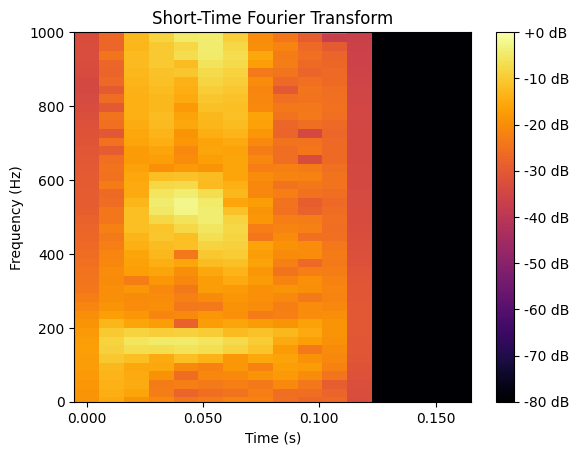 Short-Time Fourier Transform
1000
800
600
400
200
0
Frequency (Hz)
0.000
0.050
0.100
0.150
Time (s)
+0 dB
-10 dB
-20 dB
-30 dB
-40 dB
-50 dB
-60 dB
-70 dB
-80 dB